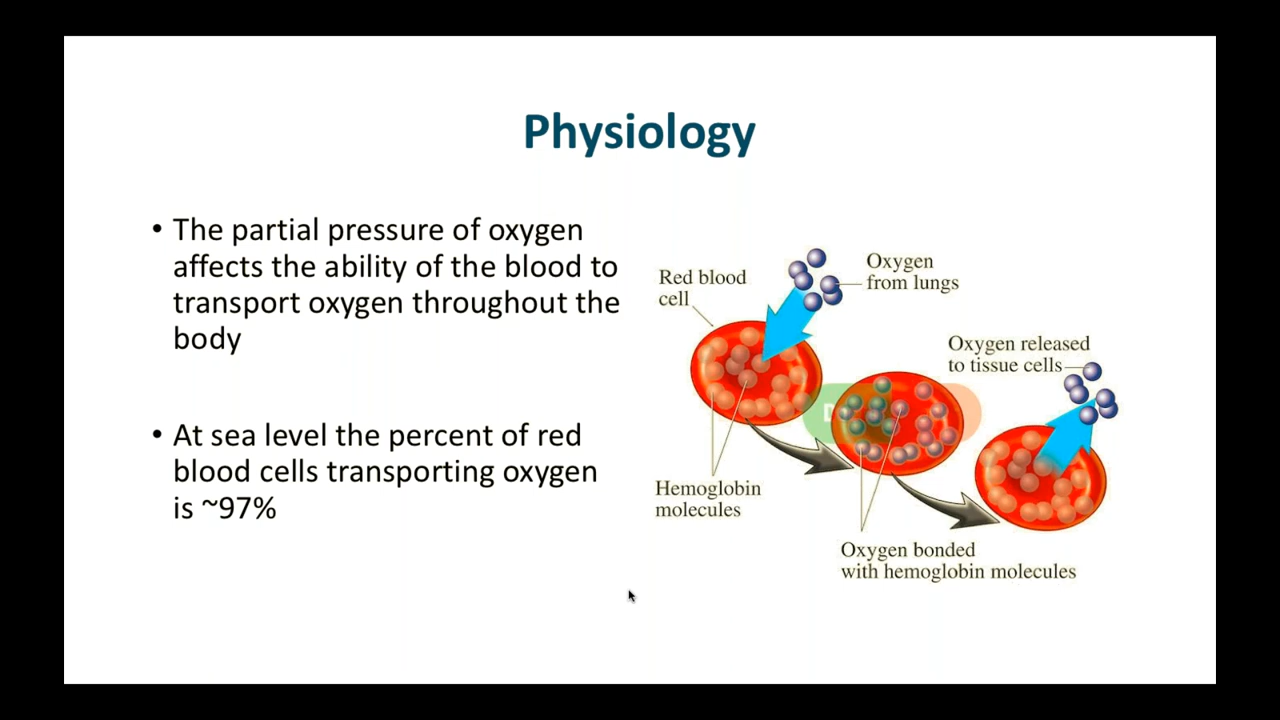 Physiology
• The partial pressure of oxygen
affects the ability of the blood to
transport oxygen throughout the
body
• At sea level the percent of red
blood cells transporting oxygen
is ~97%
Red blood
cell
Oxygen
from lungs
Oxygen released
to tissue cells
Hemoglobin
molecules
Oxygen bonded
with hemoglobin molecules